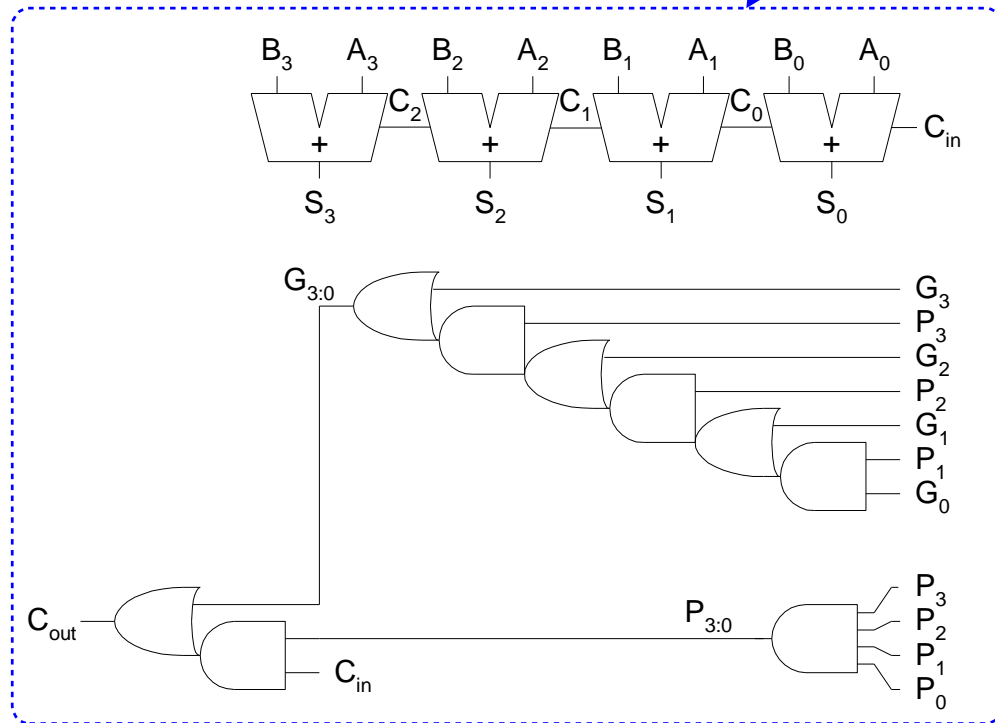 B3 A3 B2 A2 B1 A1 B0 A0
C2 C1 C0 Cin
+ + + +
S3 S2 S1 S0
G3:0 G3
P3
G2
P2
G1
P1
G0
Cout Cin P3:0 P3
P2
P1
P0